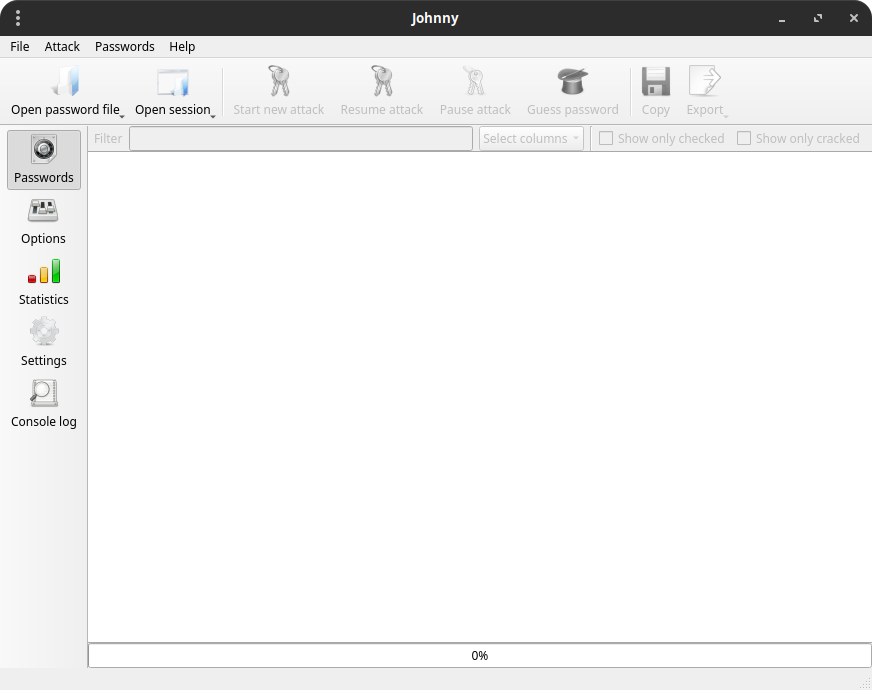 Johnny
File Attack Passwords Help
Open password file Open session Start new attack Resume attack Pause attack Guess password Copy Export
Filter Select columns Show only checked Show only cracked
Passwords
Options
Statistics
Settings
Console log
0%